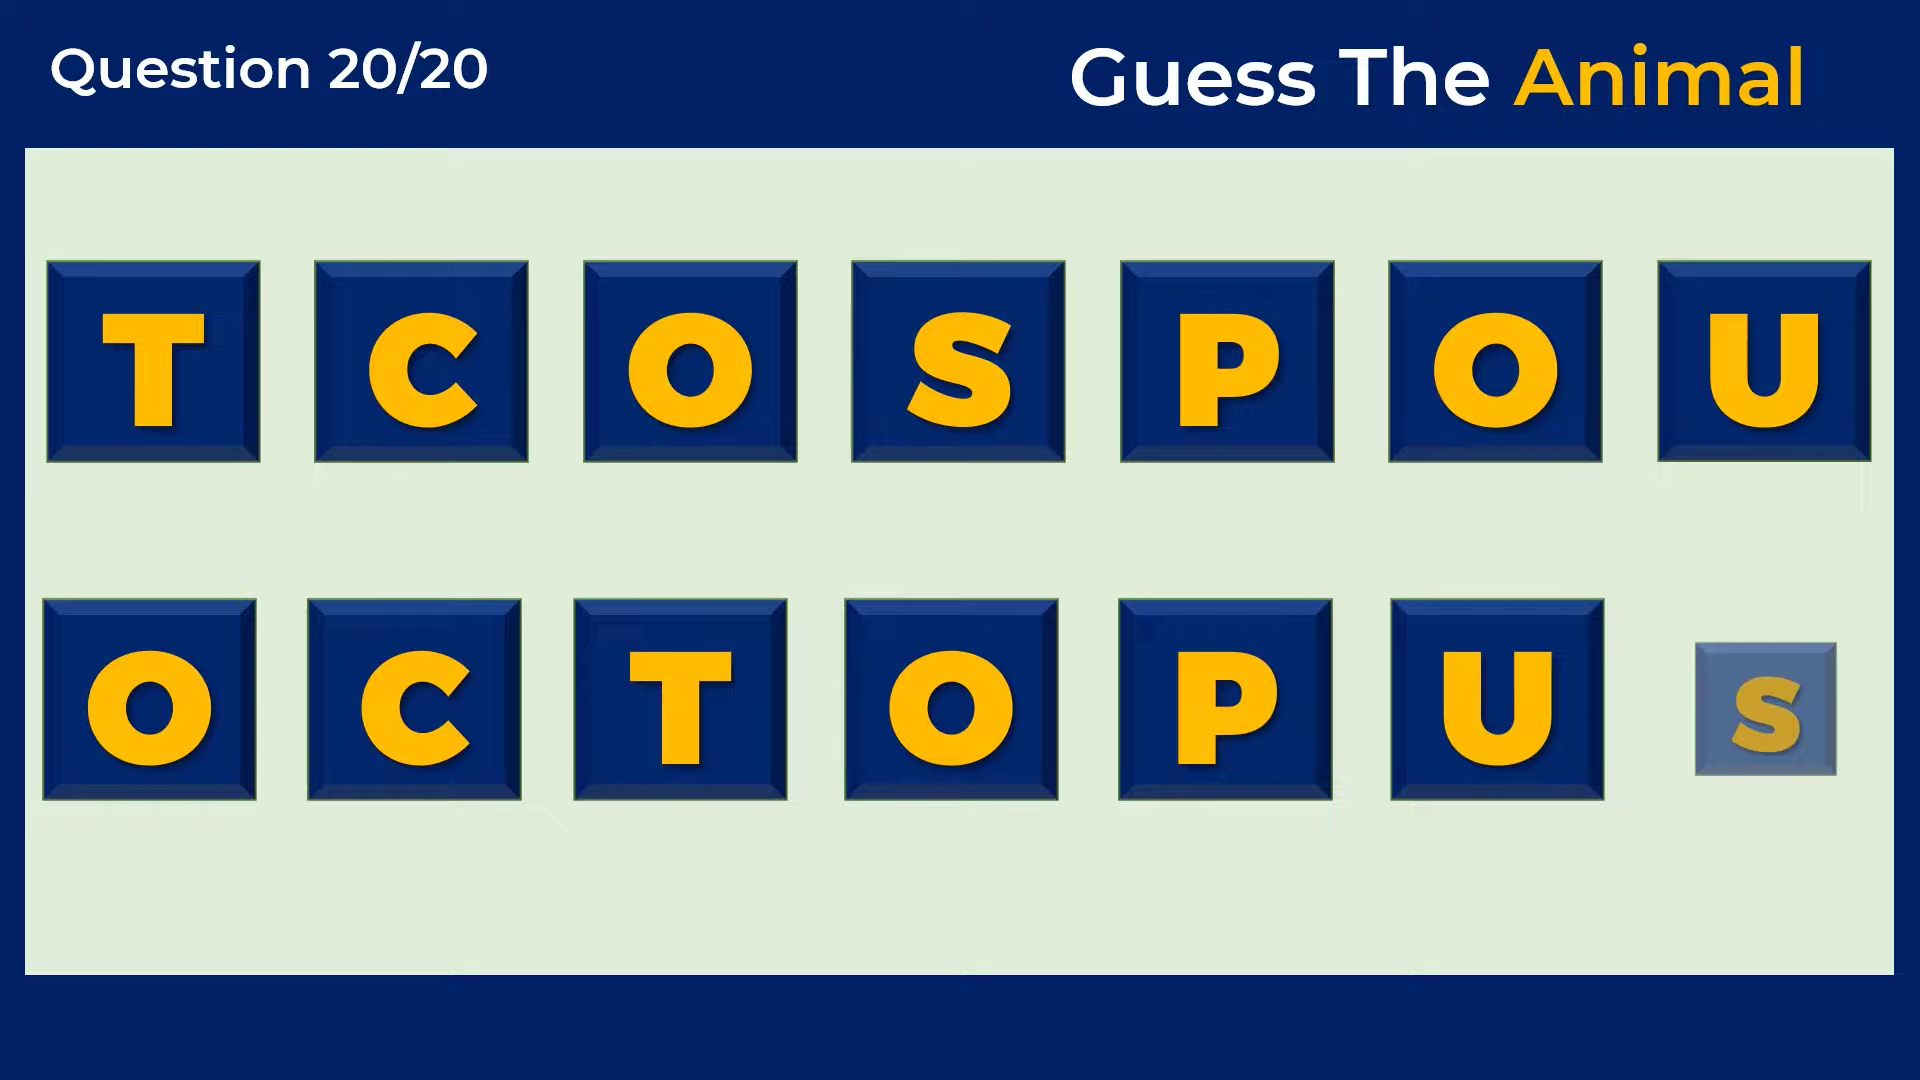 Question 20/20
Guess The Animal
T C O S P O U
O C T O P U S